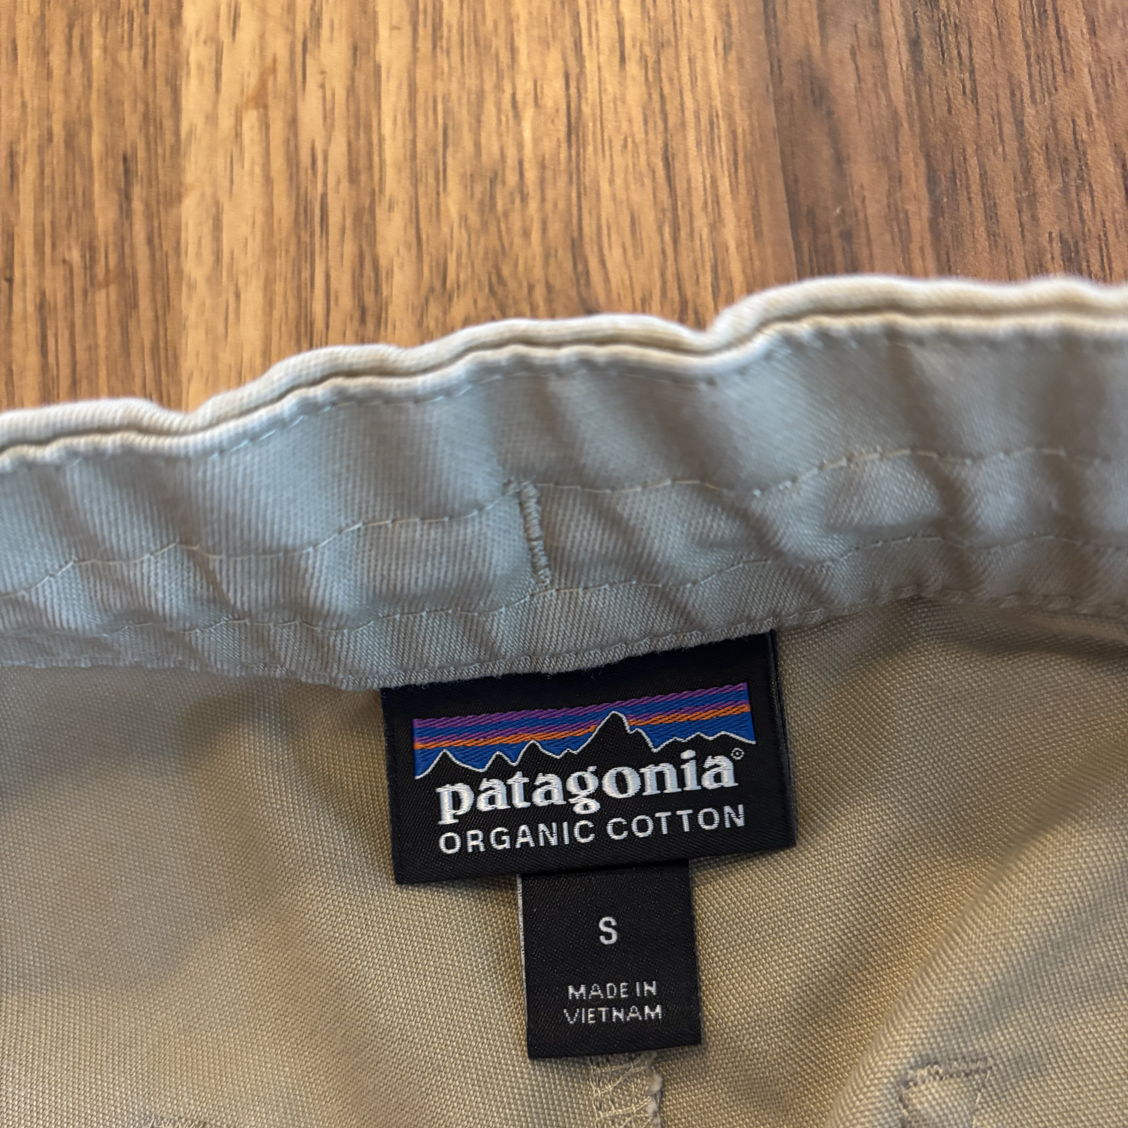 patagonia®
ORGANIC COTTON
S
MADE IN
VIETNAM